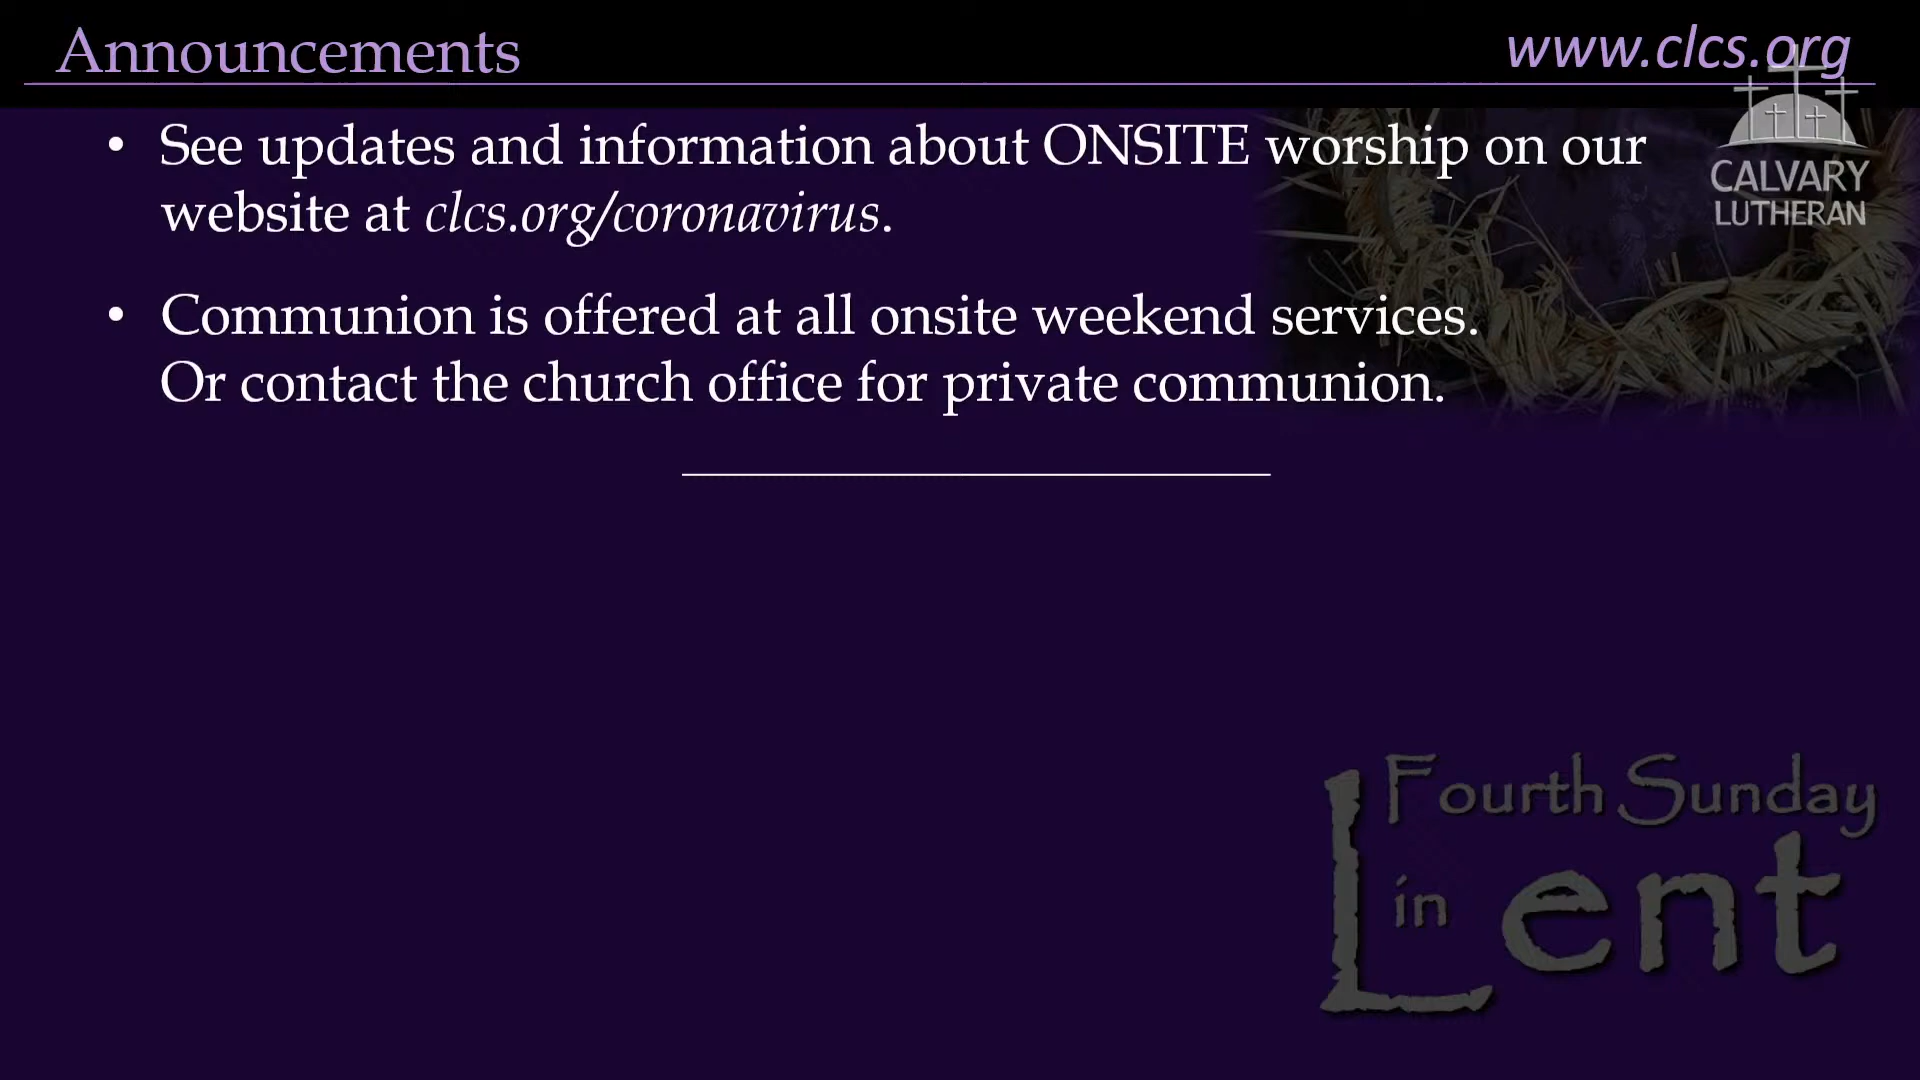 Announcements
www.clcs.org
CALVARY
LUTHERAN
• See updates and information about ONSITE worship on our
website at clcs.org/coronavirus.
• Communion is offered at all onsite weekend services.
Or contact the church office for private communion.
Fourth Sunday
in Lent